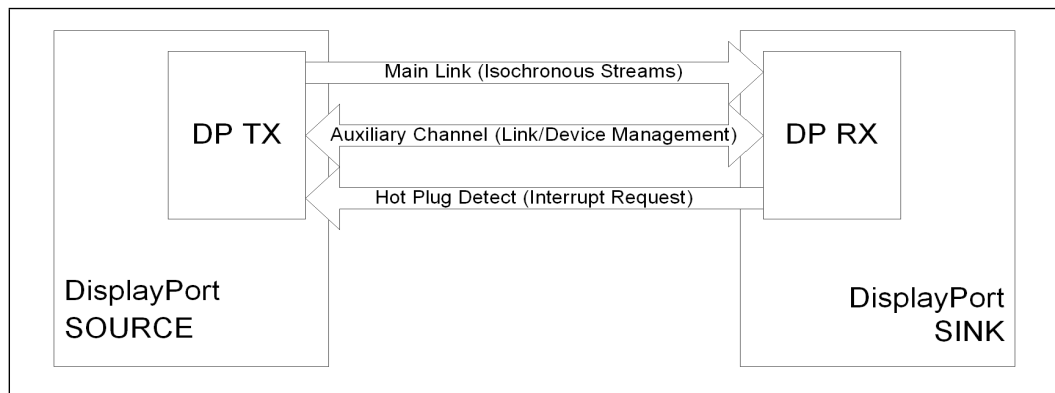 Main Link (Isochronous Streams)
DP TX
Auxiliary Channel (Link/Device Management)
DP RX
Hot Plug Detect (Interrupt Request)
DisplayPort
SOURCE
DisplayPort
SINK